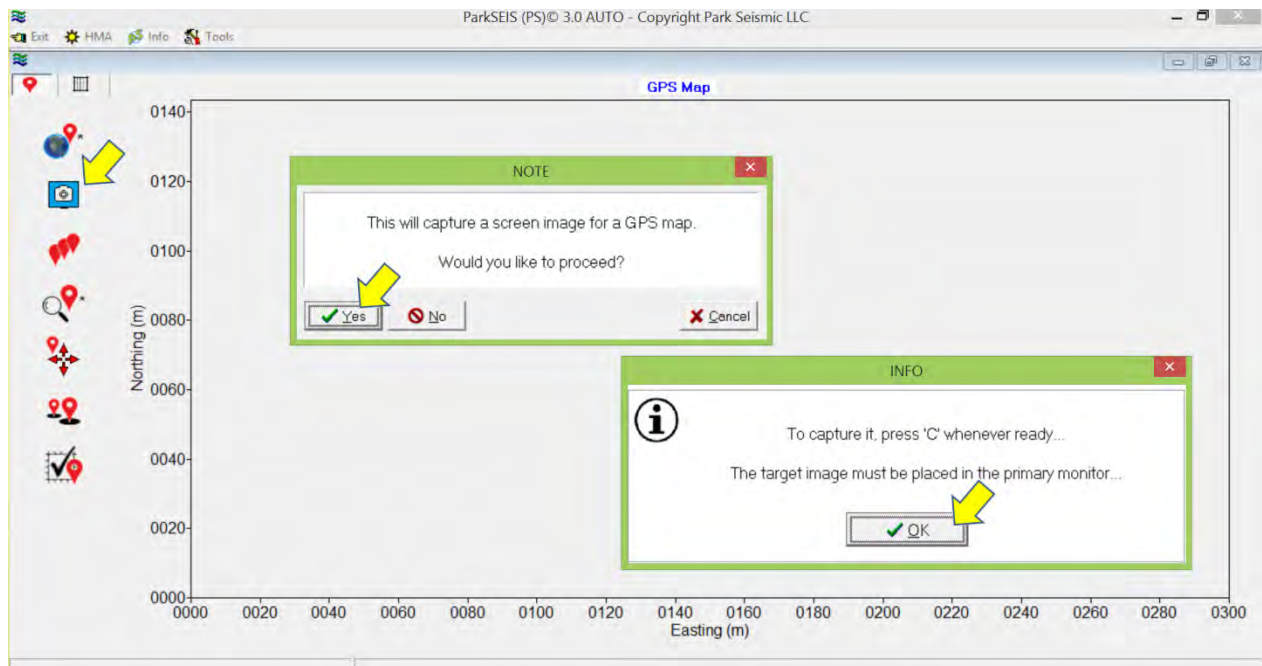 ParkSEIS (PS)© 3.0 AUTO - Copyright Park Seismic LLC
Exit HMA Info Tools
GPS Map
0140
0120
0100
0080
0060
0040
0020
0000
Northing (m)
NOTE
This will capture a screen image for a GPS map.
Would you like to proceed?
Yes No Cancel
INFO
To capture it, press 'C' whenever ready...
The target image must be placed in the primary monitor...
OK
0000 0020 0040 0060 0080 0100 0120 0140 0160 0180 0200 0220 0240 0260 0280 0300
Easting (m)